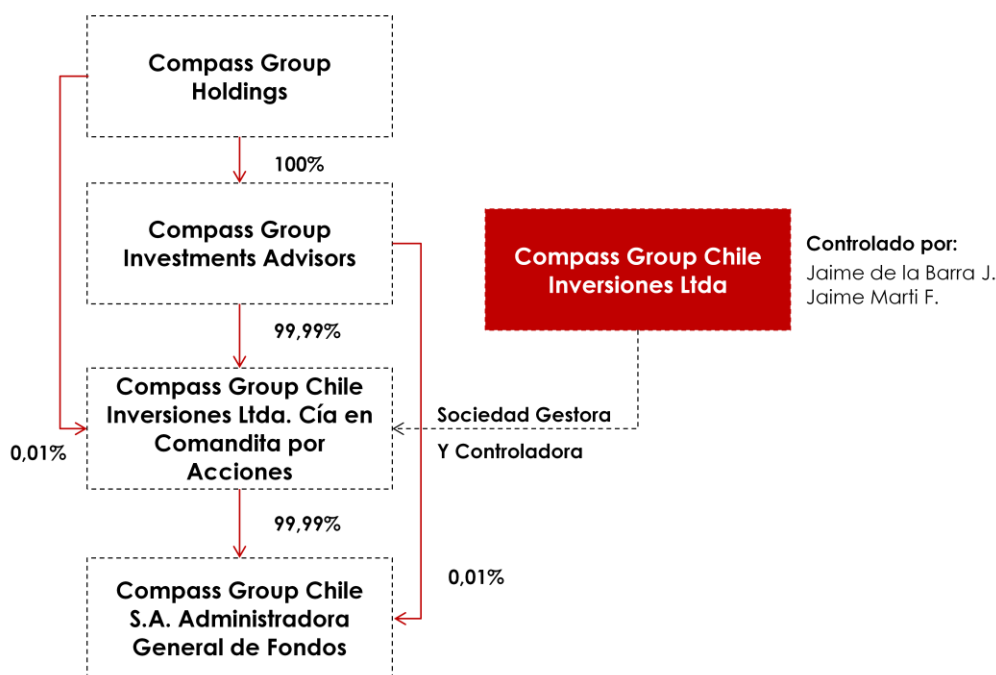 Compass Group
Holdings
100%
Compass Group
Investments Advisors
Compass Group Chile
Inversiones Ltda
Controlado por:
Jaime de la Barra J.
Jaime Marti F.
99,99%
Compass Group Chile
Inversiones Ltda. Cía en
Comandita por
Acciones
0,01%
Sociedad Gestora
Y Controladora
99,99%
0,01%
Compass Group Chile
S.A. Administradora
General de Fondos